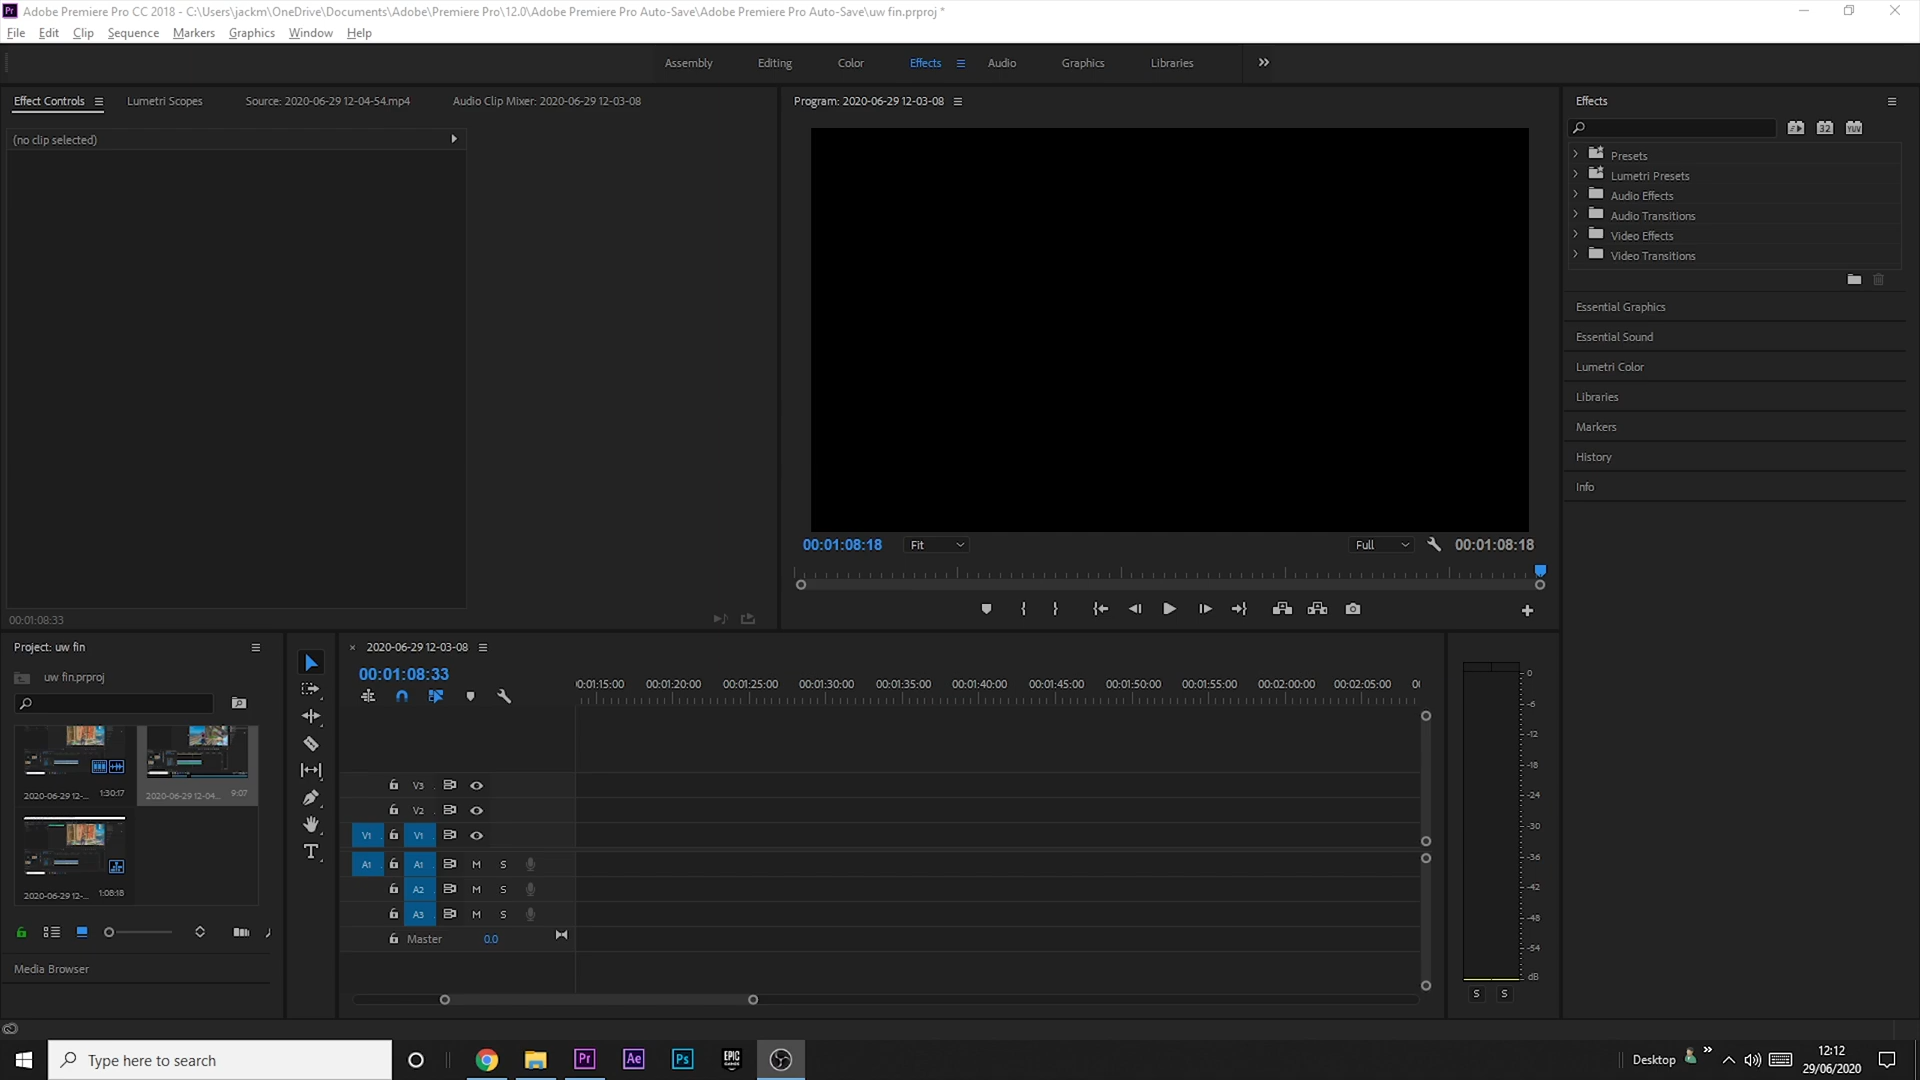 Pr Adobe Premiere Pro CC 2018 - C:\Users\jackm\OneDrive\Documents\Adobe\Premiere Pro\12.0\Adobe Premiere Pro Auto-Save\Adobe Premiere Pro Auto-Save\uw fin.prproj *
File Edit Clip Sequence Markers Graphics Window Help
Assembly Editing Color Effects Audio Graphics Libraries
Effect Controls Lumetri Scopes Source: 2020-06-29 12-04-54.mp4 Audio Clip Mixer: 2020-06-29 12-03-08
Program: 2020-06-29 12-03-08
Effects
(no clip selected)
32 YUV
Presets
Lumetri Presets
Audio Effects
Audio Transitions
Video Effects
Video Transitions
Essential Graphics
Essential Sound
Lumetri Color
Libraries
Markers
History
Info
00:01:08:18 Fit Full 00:01:08:18
00:01:08:33
Project: uw fin
uw fin.prproj
2020-06-29 12-... 1:30:17
2020-06-29 12-04... 9:07
2020-06-29 12-... 1:08:18
Media Browser
2020-06-29 12-03-08
00:01:08:33
00:01:15:00 00:01:20:00 00:01:25:00 00:01:30:00 00:01:35:00 00:01:40:00 00:01:45:00 00:01:50:00 00:01:55:00 00:02:00:00 00:02:05:00
V3
V2
V1 V1
A1 A1 M S
A2 M S
A3 M S
Master 0.0
0
-6
-12
-18
-24
-30
-36
-42
-48
-54
dB
S S
Type here to search
Pr Ae Ps EPIC GAMES
Desktop
12:12
29/06/2020